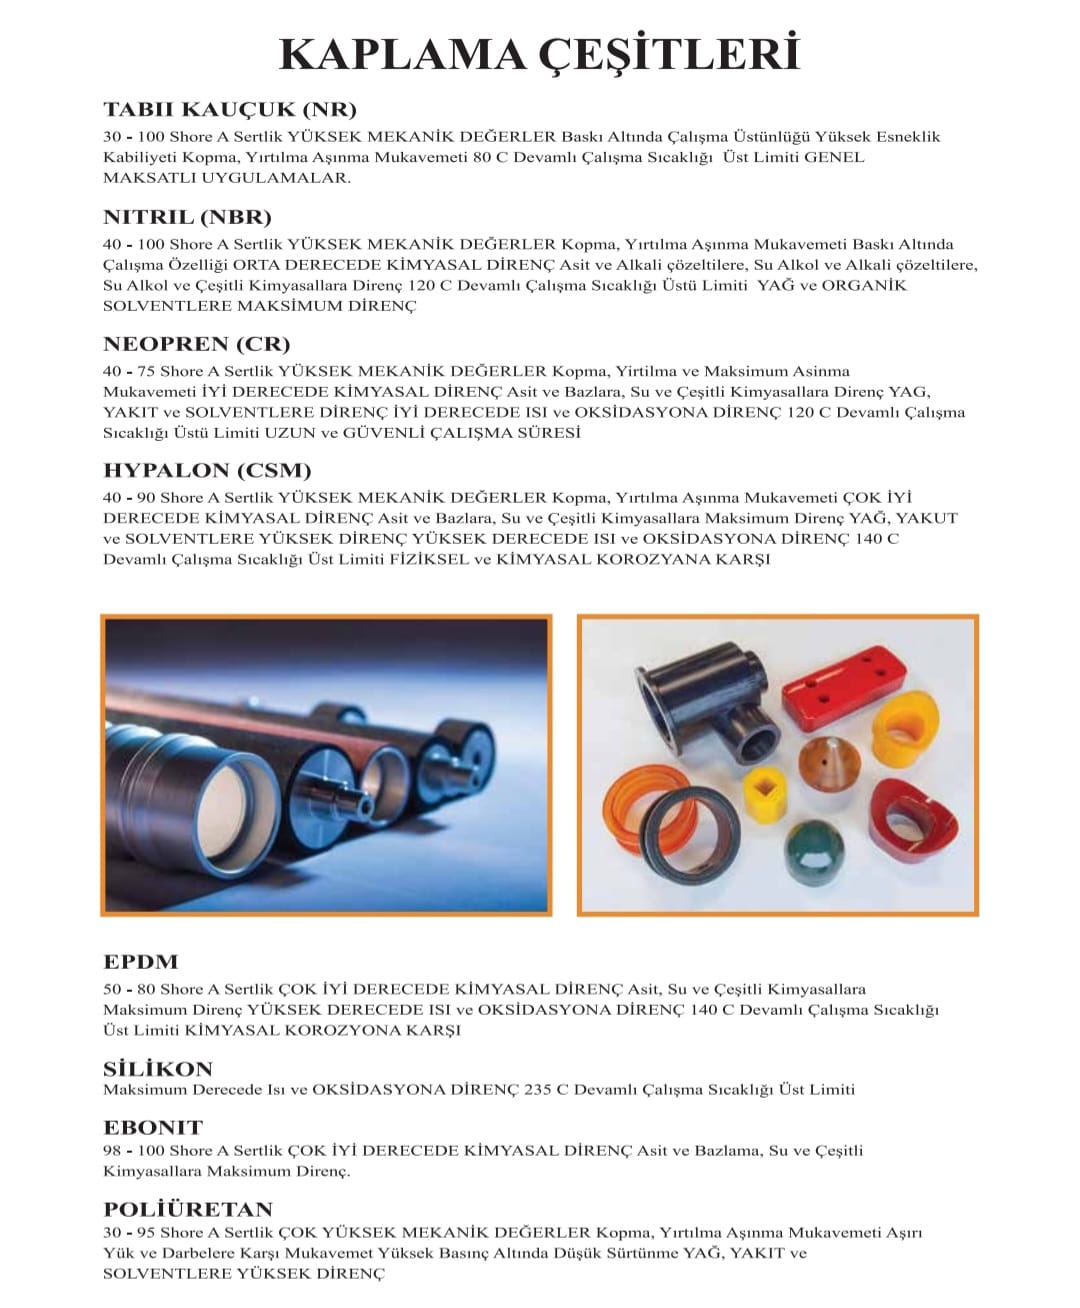 KAPLAMA ÇEŞİTLERİ
TABII KAUÇUK (NR)
30 - 100 Shore A Sertlik YÜKSEK MEKANİK DEĞERLER Baskı Altında Çalışma Üstünlüğü Yüksek Esneklik
Kabiliyeti Kopma, Yırtılma Aşınma Mukavemeti 80 C Devamlı Çalışma Sıcaklığı Üst Limiti GENEL
MAKSATLI UYGULAMALAR.
NITRIL (NBR)
40 - 100 Shore A Sertlik YÜKSEK MEKANİK DEĞERLER Kopma, Yırtılma Aşınma Mukavemeti Baskı Altında
Çalışma Özelliği ORTA DERECEDE KİMYASAL DİRENÇ Asit ve Alkali çözeltilere, Su Alkol ve Alkali çözeltilere,
Su Alkol ve Çeşitli Kimyasallara Direnç 120 C Devamlı Çalışma Sıcaklığı Üstü Limiti YAĞ ve ORGANİK
SOLVENTLERE MAKSİMUM DİRENÇ
NEOPREN (CR)
40 - 75 Shore A Sertlik YÜKSEK MEKANİK DEĞERLER Kopma, Yirtilma ve Maksimum Asinma
Mukavemeti İYİ DERECEDE KİMYASAL DİRENÇ Asit ve Bazlara, Su ve Çeşitli Kimyasallara Direnç YAG,
YAKIT ve SOLVENTLERE DİRENÇ İYİ DERECEDE ISI ve OKSİDASYONA DİRENÇ 120 C Devamlı Çalışma
Sıcaklığı Üstü Limiti UZUN ve GÜVENLİ ÇALIŞMA SÜRESİ
HYPALON (CSM)
40 - 90 Shore A Sertlik YÜKSEK MEKANİK DEĞERLER Kopma, Yırtılma Aşınma Mukavemeti ÇOK İYİ
DERECEDE KİMYASAL DİRENÇ Asit ve Bazlara, Su ve Çeşitli Kimyasallara Maksimum Direnç YAĞ, YAKUT
ve SOLVENTLERE YÜKSEK DİRENÇ YÜKSEK DERECEDE ISI ve OKSİDASYONA DİRENÇ 140 C
Devamlı Çalışma Sıcaklığı Üst Limiti FİZİKSEL ve KİMYASAL KOROZYANA KARŞI
EPDM
50 - 80 Shore A Sertlik ÇOK İYİ DERECEDE KİMYASAL DİRENÇ Asit, Su ve Çeşitli Kimyasallara
Maksimum Direnç YÜKSEK DERECEDE ISI ve OKSİDASYONA DİRENÇ 140 C Devamlı Çalışma Sıcaklığı
Üst Limiti KİMYASAL KOROZYONA KARŞI
SİLİKON
Maksimum Derecede Isı ve OKSİDASYONA DİRENÇ 235 C Devamlı Çalışma Sıcaklığı Üst Limiti
EBONIT
98 - 100 Shore A Sertlik ÇOK İYİ DERECEDE KİMYASAL DİRENÇ Asit ve Bazlama, Su ve Çeşitli
Kimyasallara Maksimum Direnç.
POLİÜRETAN
30 - 95 Shore A Sertlik ÇOK YÜKSEK MEKANİK DEĞERLER Kopma, Yırtılma Aşınma Mukavemeti Aşırı
Yük ve Darbelere Karşı Mukavemet Yüksek Basınç Altında Düşük Sürtünme YAĞ, YAKIT ve
SOLVENTLERE YÜKSEK DİRENÇ